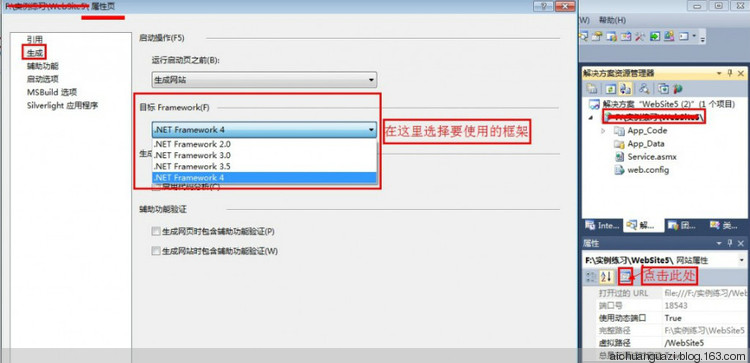 F:\实例练习\WebSite5\ 属性页
引用
生成
辅助功能
启动选项
MSBuild 选项
Silverlight 应用程序
启动操作(F5)
运行启动页之前(B):
生成网站
目标 Framework(F)
.NET Framework 4
.NET Framework 2.0
.NET Framework 3.0
.NET Framework 3.5
.NET Framework 4
在这里选择要使用的框架
启用代码分析(C)
辅助功能验证
生成网页时包含辅助功能验证(P)
生成网站时包含辅助功能验证(W)
W) 帮助(H)
解决方案资源管理器
解决方案 "WebSite5 (2)" (1 个项目)
F:\实例练习\WebSite5\
App_Code
App_Data
Service.asmx
web.config
Inte...
解...
团...
类...
属性
F:\实例练习\WebSite5\ 网站属性
点击此处
打开过的 URL file:///F:/实例练习/Web
端口号 18543
使用动态端口 True
完整路径 F:\实例练习\WebSite5\
虚拟路径 /WebSite5
aichuanguazi.blog.163.com